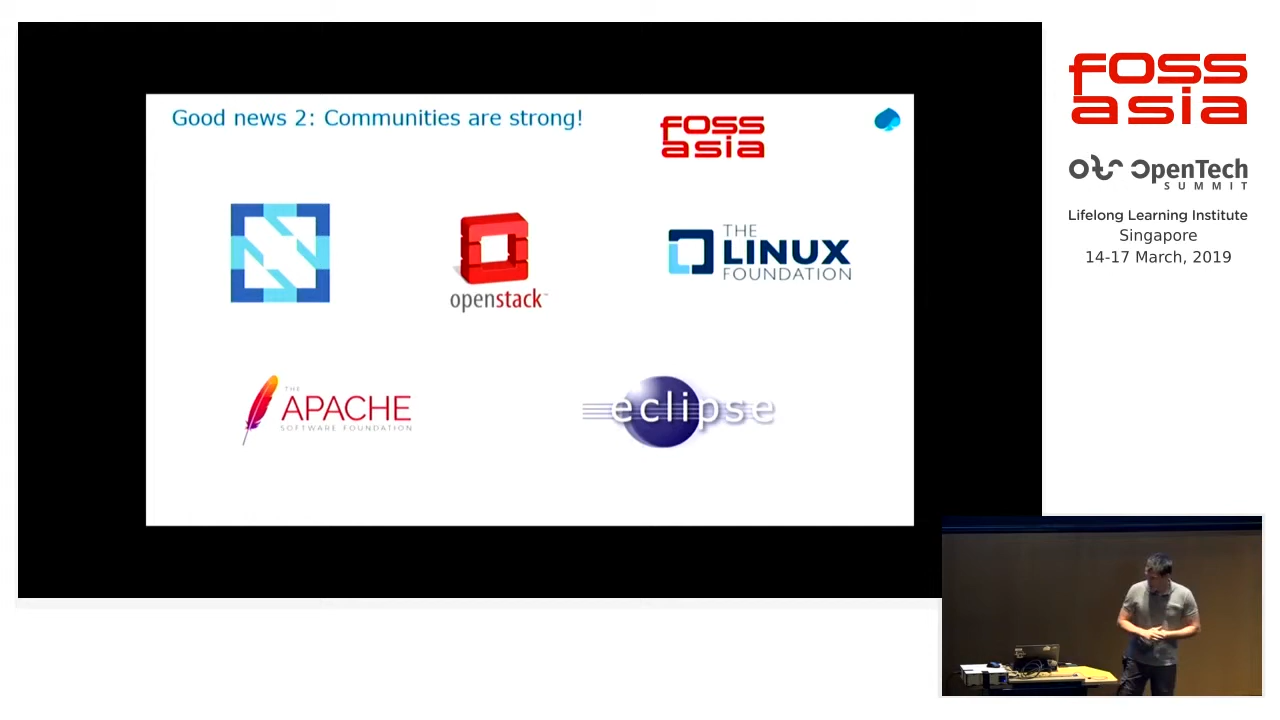 Good news 2: Communities are strong!
foss
asia
openstack™
THE
LINUX
FOUNDATION
THE
APACHE
SOFTWARE FOUNDATION
eclipse
foss
asia
OpenTech
SUMMIT
Lifelong Learning Institute
Singapore
14-17 March, 2019